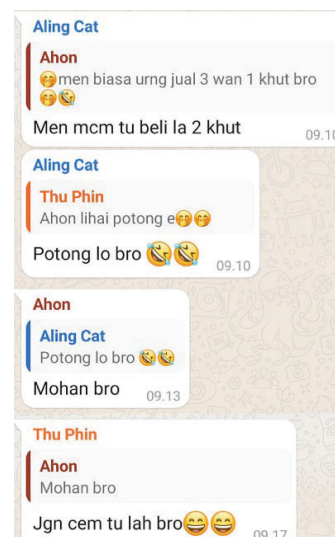 Aling Cat
Ahon
🤭men biasa urng jual 3 wan 1 khut bro
🤭🤣
Men mcm tu beli la 2 khut
09.10
Aling Cat
Thu Phin
Ahon lihai potong e🤭🤭
Potong lo bro 🤣🤣
09.10
Ahon
Aling Cat
Potong lo bro 🤣🤣
Mohan bro
09.13
Thu Phin
Ahon
Mohan bro
Jgn cem tu lah bro😄😄
09.17